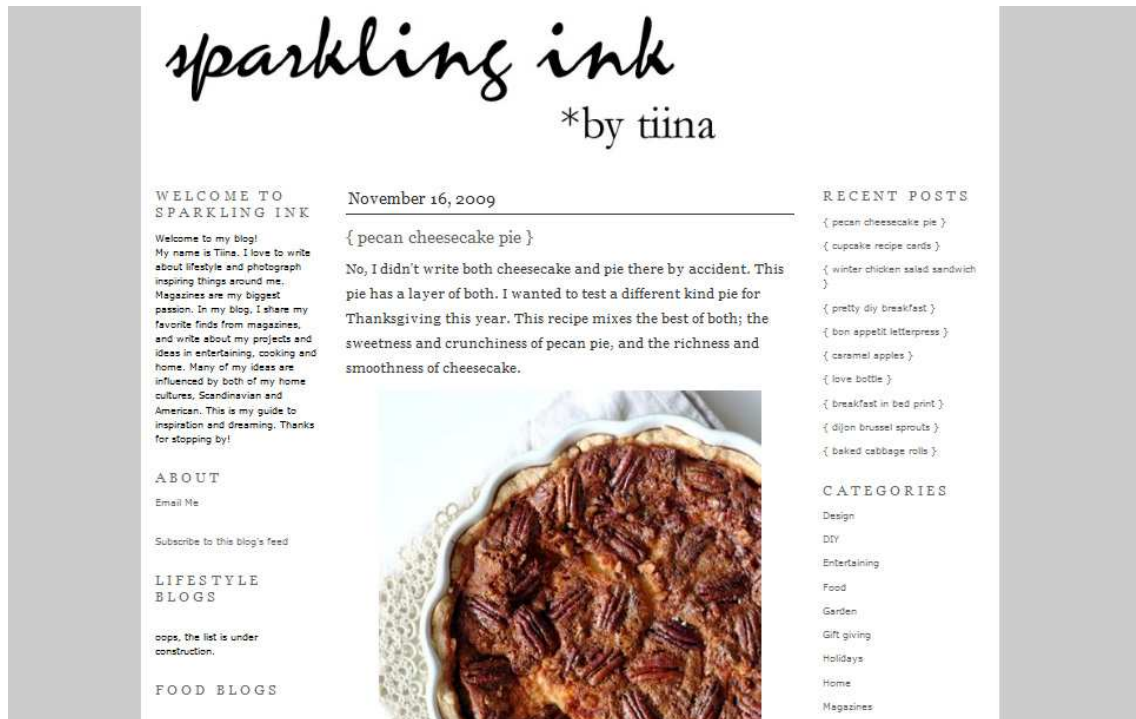 sparkling ink
*by tiina
WELCOME TO
SPARKLING INK
Welcome to my blog!
My name is Tiina. I love to write
about lifestyle and photograph
inspiring things around me.
Magazines are my biggest
passion. In my blog, I share my
favorite finds from magazines,
and write about my projects and
ideas in entertaining, cooking and
home. Many of my ideas are
influenced by both of my home
cultures, Scandinavian and
American. This is my guide to
inspiration and dreaming. Thanks
for stopping by!
ABOUT
Email Me
Subscribe to this blog's feed
LIFESTYLE
BLOGS
oops, the list is under
construction.
FOOD BLOGS
November 16, 2009
{ pecan cheesecake pie }
No, I didn't write both cheesecake and pie there by accident. This
pie has a layer of both. I wanted to test a different kind pie for
Thanksgiving this year. This recipe mixes the best of both; the
sweetness and crunchiness of pecan pie, and the richness and
smoothness of cheesecake.
RECENT POSTS
{ pecan cheesecake pie }
{ cupcake recipe cards }
{ winter chicken salad sandwich
}
{ pretty diy breakfast }
{ bon appetit letterpress }
{ caramel apples }
{ love bottle }
{ breakfast in bed print }
{ dijon brussel sprouts }
{ baked cabbage rolls }
CATEGORIES
Design
DIY
Entertaining
Food
Garden
Gift giving
Holidays
Home
Magazines